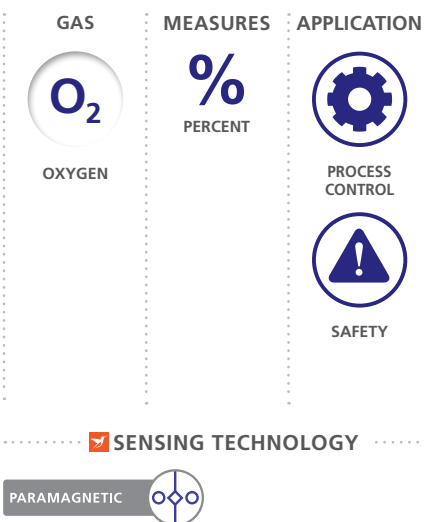 GAS
O₂
OXYGEN
MEASURES
%
PERCENT
APPLICATION
PROCESS
CONTROL
SAFETY
SENSING TECHNOLOGY
PARAMAGNETIC